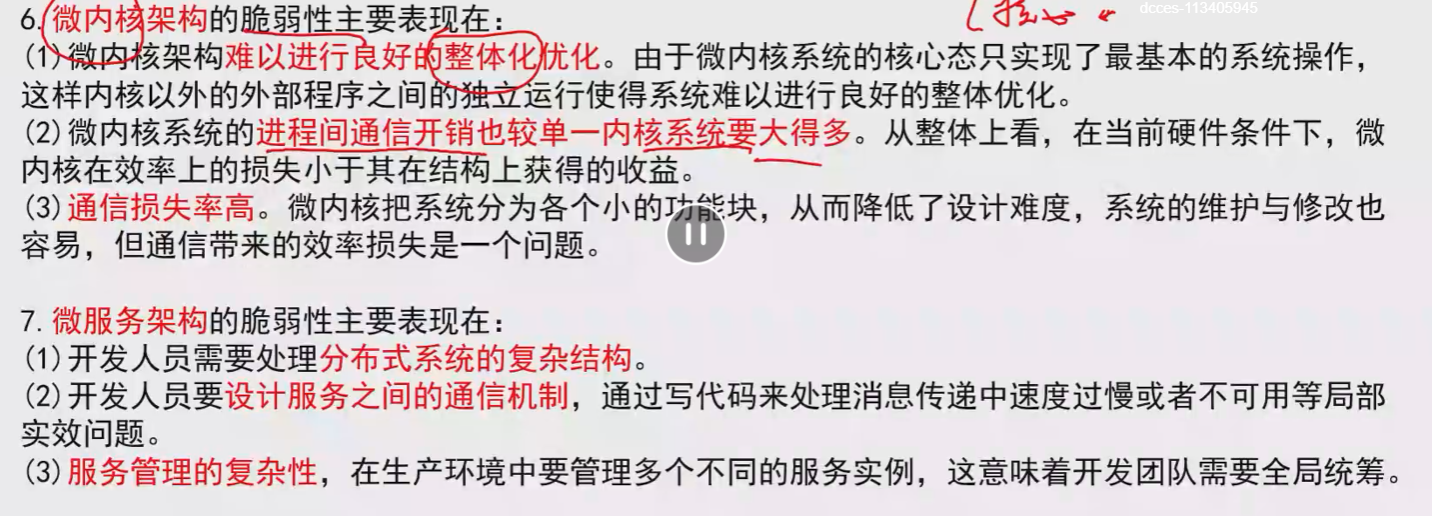 dcces-113405945
6. 微内核架构的脆弱性主要表现在：
(1)微内核架构难以进行良好的整体化优化。由于微内核系统的核心态只实现了最基本的系统操作，
这样内核以外的外部程序之间的独立运行使得系统难以进行良好的整体优化。
(2)微内核系统的进程间通信开销也较单一内核系统要大得多。从整体上看，在当前硬件条件下，微
内核在效率上的损失小于其在结构上获得的收益。
(3)通信损失率高。微内核把系统分为各个小的功能块，从而降低了设计难度，系统的维护与修改也
容易，但通信带来的效率损失是一个问题。
7. 微服务架构的脆弱性主要表现在：
(1)开发人员需要处理分布式系统的复杂结构。
(2)开发人员要设计服务之间的通信机制，通过写代码来处理消息传递中速度过慢或者不可用等局部
实效问题。
(3)服务管理的复杂性，在生产环境中要管理多个不同的服务实例，这意味着开发团队需要全局统筹。